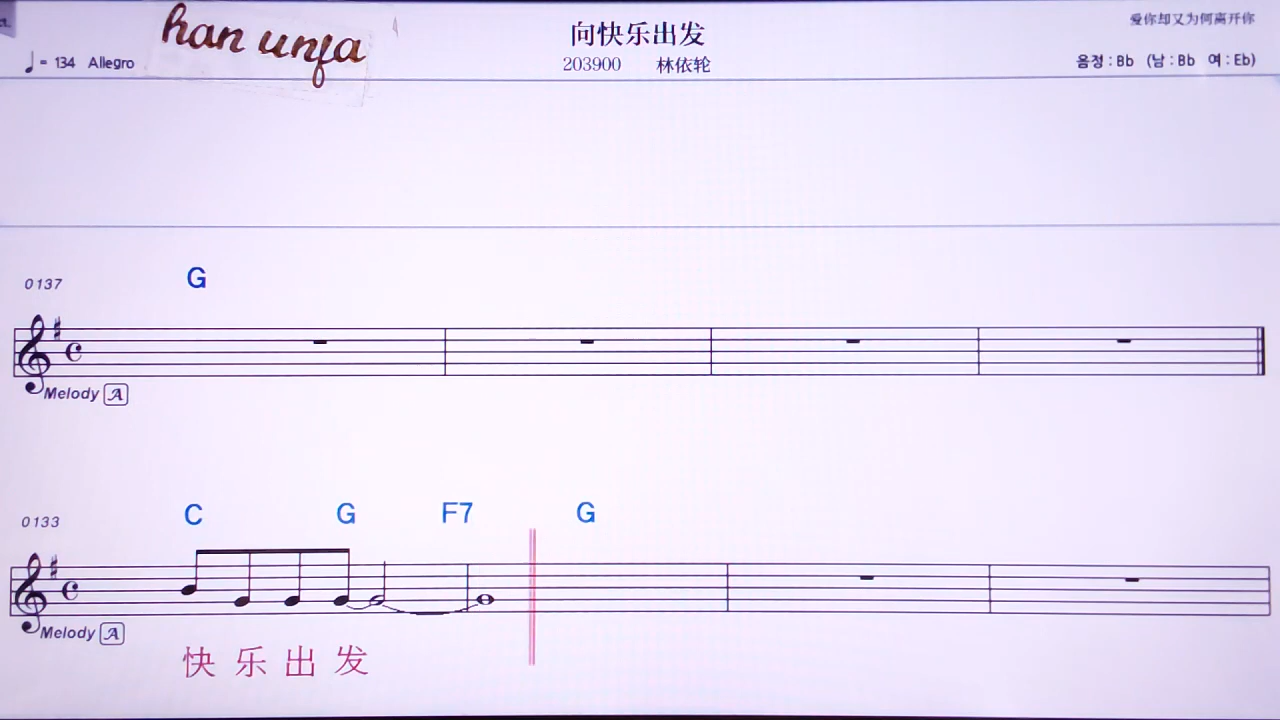 han unfa
向快乐出发
爱你却又为何离开你
♩= 134 Allegro
203900 林依轮
음정 : Bb (남 : Bb 여 : Eb)
0137
G
Melody A
0133
C G F7 G
Melody A
快 乐 出 发